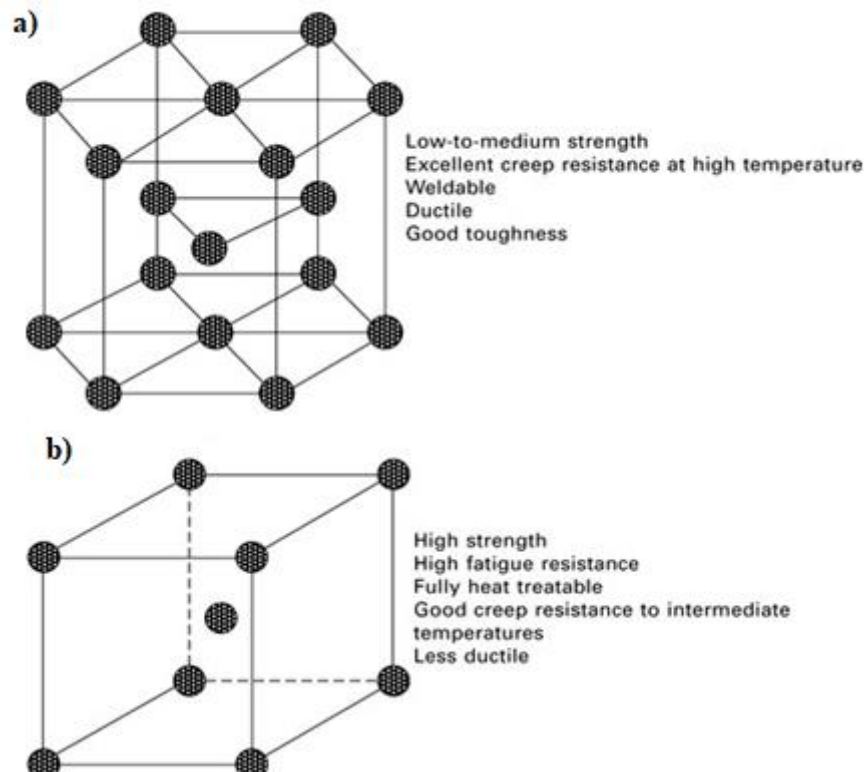 a)
Low-to-medium strength
Excellent creep resistance at high temperature
Weldable
Ductile
Good toughness
b)
High strength
High fatigue resistance
Fully heat treatable
Good creep resistance to intermediate
temperatures
Less ductile